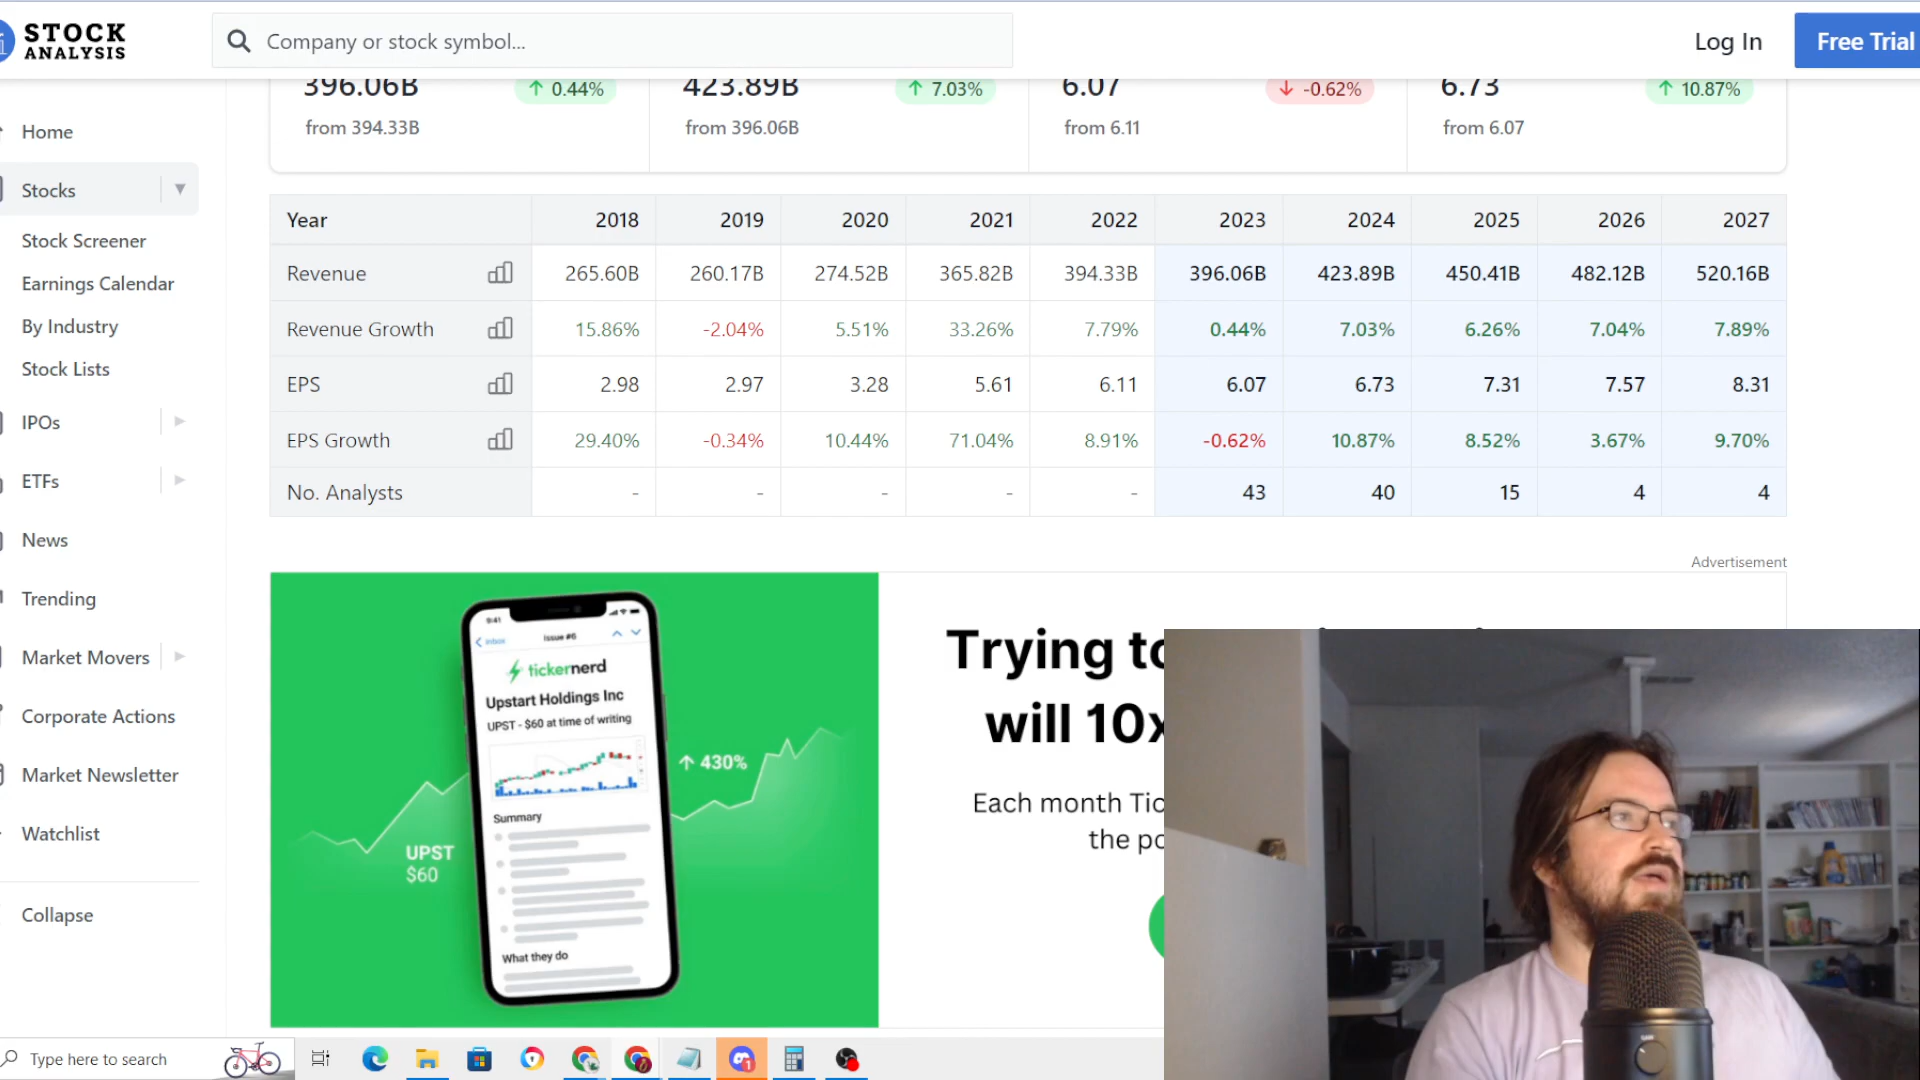 STOCK
ANALYSIS
Company or stock symbol...
Log In
Free Trial
396.06B
0.44%
423.89B
7.03%
6.07
-0.62%
6.73
10.87%
from 394.33B
from 396.06B
from 6.11
from 6.07
Home
Stocks
Stock Screener
Earnings Calendar
By Industry
Stock Lists
IPOs
ETFs
News
Trending
Market Movers
Corporate Actions
Market Newsletter
Watchlist
Collapse
Year 2018 2019 2020 2021 2022 2023 2024 2025 2026 2027
Revenue 265.60B 260.17B 274.52B 365.82B 394.33B 396.06B 423.89B 450.41B 482.12B 520.16B
Revenue Growth 15.86% -2.04% 5.51% 33.26% 7.79% 0.44% 7.03% 6.26% 7.04% 7.89%
EPS 2.98 2.97 3.28 5.61 6.11 6.07 6.73 7.31 7.57 8.31
EPS Growth 29.40% -0.34% 10.44% 71.04% 8.91% -0.62% 10.87% 8.52% 3.67% 9.70%
No. Analysts - - - - - 43 40 15 4 4
Advertisement
9:41
Inbox
Issue #6
tickernerd
Upstart Holdings Inc
UPST - $60 at time of writing
430%
Summary
UPST
$60
What they do
Trying to
will 10x
Each month Tic
the po
Type here to search